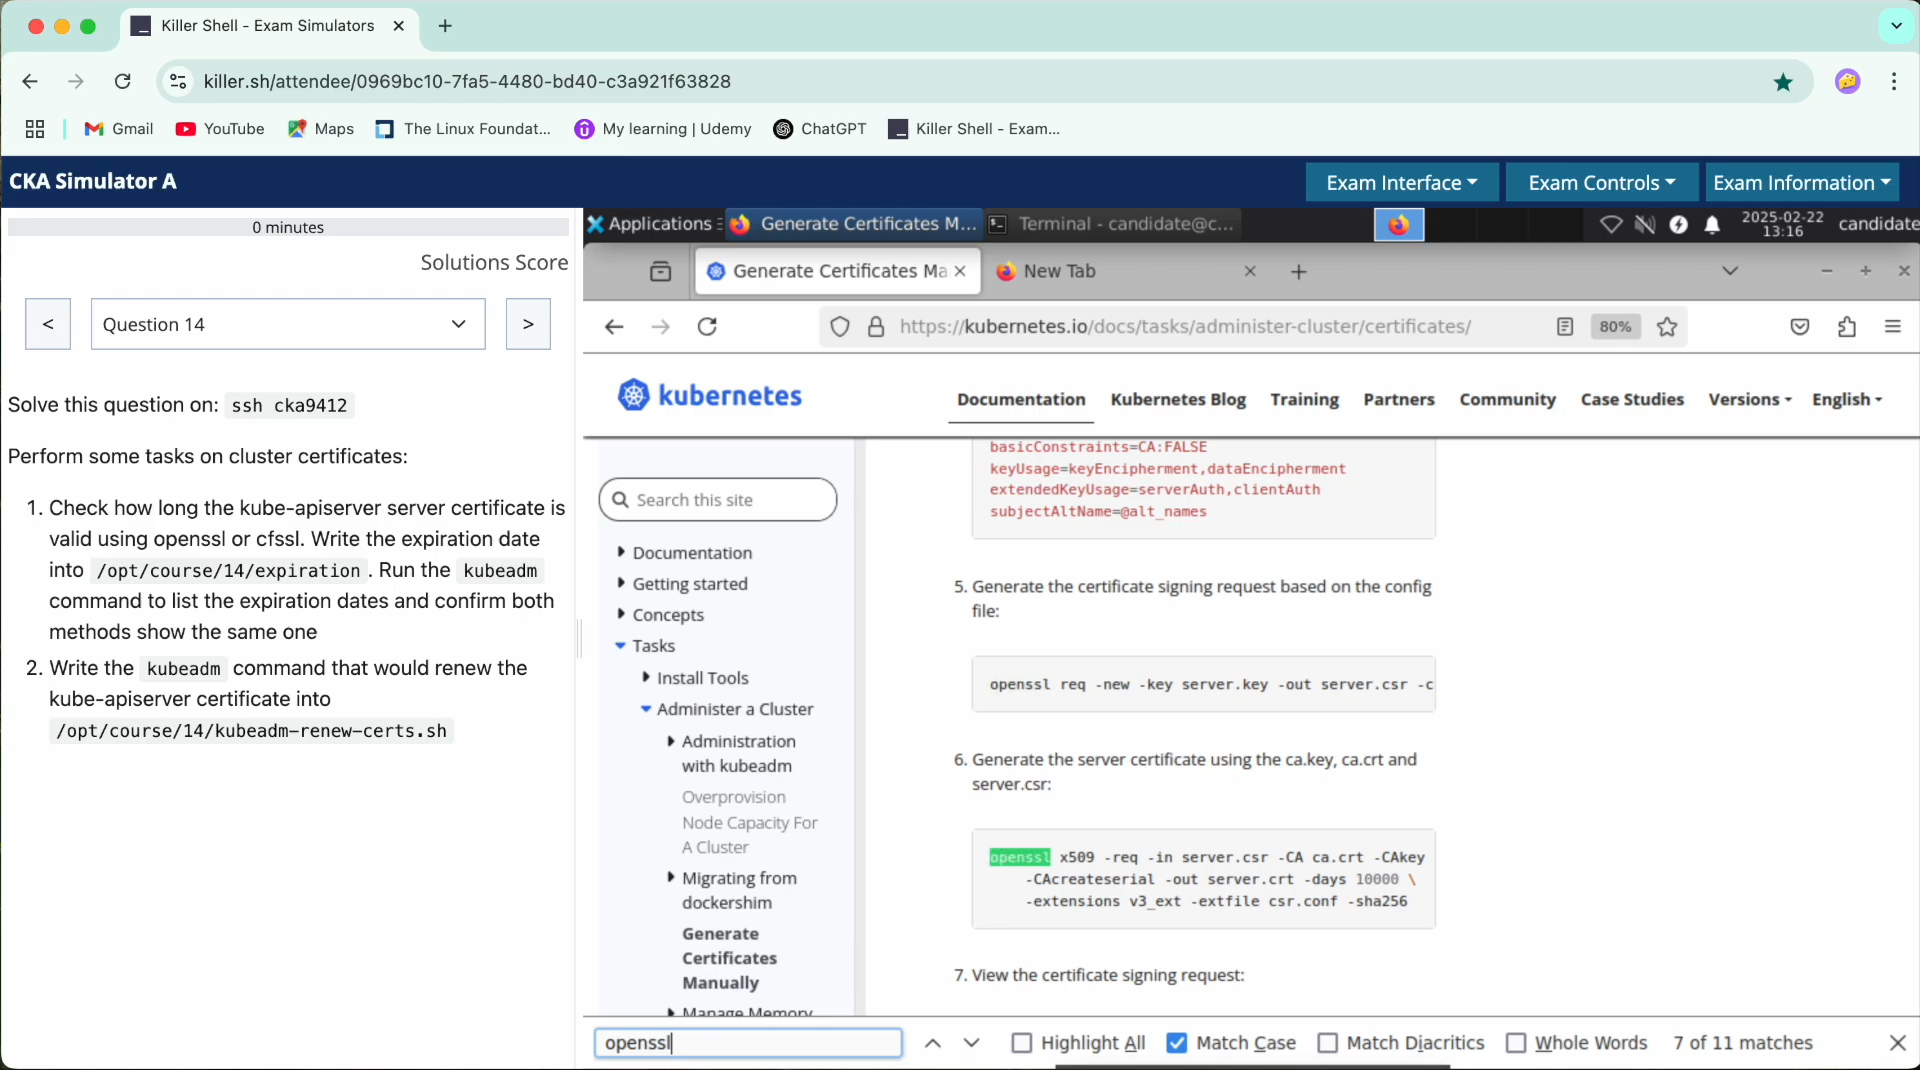 Killer Shell - Exam Simulators
killer.sh/attendee/0969bc10-7fa5-4480-bd40-c3a921f63828
Gmail YouTube Maps The Linux Foundat... My learning | Udemy ChatGPT Killer Shell - Exam...
CKA Simulator A
Exam Interface Exam Controls Exam Information
0 minutes
Solutions Score
< Question 14 >
Solve this question on: ssh cka9412
Perform some tasks on cluster certificates:
1. Check how long the kube-apiserver server certificate is
valid using openssl or cfssl. Write the expiration date
into /opt/course/14/expiration . Run the kubeadm
command to list the expiration dates and confirm both
methods show the same one
2. Write the kubeadm command that would renew the
kube-apiserver certificate into
/opt/course/14/kubeadm-renew-certs.sh
Applications Generate Certificates M... Terminal - candidate@c... 2025-02-22
13:16 candidate
Generate Certificates Ma New Tab
https://kubernetes.io/docs/tasks/administer-cluster/certificates/ 80%
kubernetes
Documentation Kubernetes Blog Training Partners Community Case Studies Versions English
Search this site
Documentation
Getting started
Concepts
Tasks
Install Tools
Administer a Cluster
Administration
with kubeadm
Overprovision
Node Capacity For
A Cluster
Migrating from
dockershim
Generate
Certificates
Manually
Manage Memory
basicConstraints=CA:FALSE
keyUsage=keyEncipherment,dataEncipherment
extendedKeyUsage=serverAuth,clientAuth
subjectAltName=@alt_names
5. Generate the certificate signing request based on the config
file:
openssl req -new -key server.key -out server.csr -c
6. Generate the server certificate using the ca.key, ca.crt and
server.csr:
openssl x509 -req -in server.csr -CA ca.crt -CAkey
-CAcreateserial -out server.crt -days 10000 \
-extensions v3_ext -extfile csr.conf -sha256
7. View the certificate signing request:
openssl Highlight All Match Case Match Diacritics Whole Words 7 of 11 matches